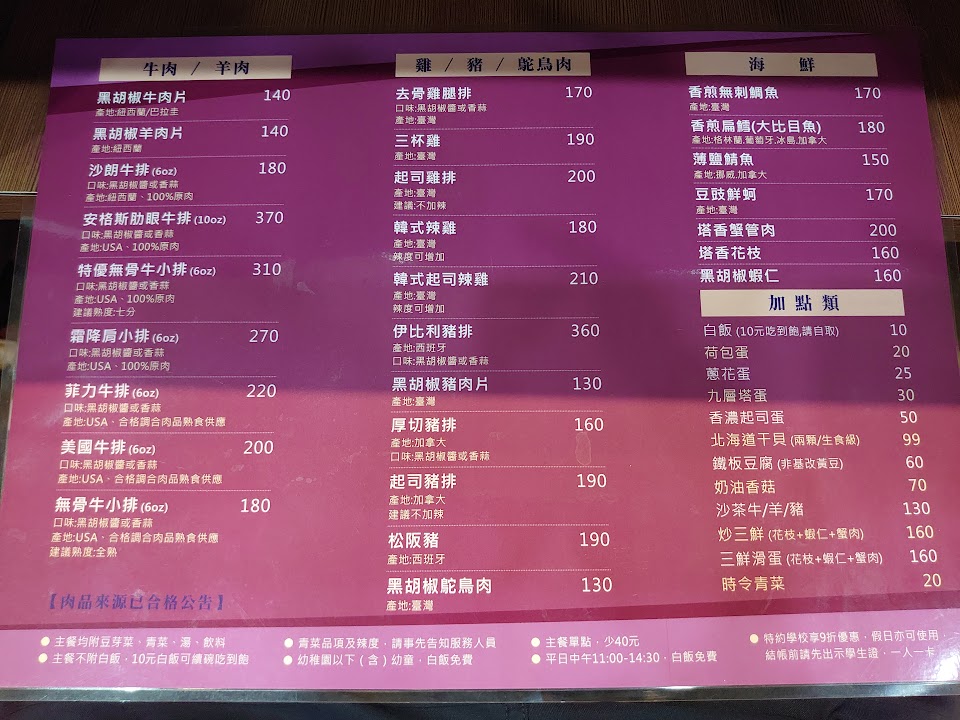 牛肉 / 羊肉
黑胡椒牛肉片 140
產地:紐西蘭/巴拉圭
黑胡椒羊肉片 140
產地:紐西蘭
沙朗牛排(6oz) 180
口味:黑胡椒醬或香蒜
產地:紐西蘭、100%原肉
安格斯肋眼牛排(10oz) 370
口味:黑胡椒醬或香蒜
產地:USA、100%原肉
特優無骨牛小排(6oz) 310
口味:黑胡椒醬或香蒜
產地:USA、100%原肉
建議熟度:七分
霜降肩小排(6oz) 270
口味:黑胡椒醬或香蒜
產地:USA、100%原肉
菲力牛排(6oz) 220
口味:黑胡椒醬或香蒜
產地:USA、合格調合肉品熟食供應
美國牛排(6oz) 200
口味:黑胡椒醬或香蒜
產地:USA、合格調合肉品熟食供應
無骨牛小排(6oz) 180
口味:黑胡椒醬或香蒜
產地:USA、合格調合肉品熟食供應
建議熟度:全熟
【肉品來源已合格公告】
雞 / 豬 / 鴕鳥肉
去骨雞腿排 170
口味:黑胡椒醬或香蒜
產地:臺灣
三杯雞 190
產地:臺灣
起司雞排 200
產地:臺灣
建議:不加辣
韓式辣雞 180
產地:臺灣
辣度可增加
韓式起司辣雞 210
產地:臺灣
辣度可增加
伊比利豬排 360
產地:西班牙
口味:黑胡椒醬或香蒜
黑胡椒豬肉片 130
產地:臺灣
厚切豬排 160
產地:加拿大
口味:黑胡椒醬或香蒜
起司豬排 190
產地:加拿大
建議不加辣
松阪豬 190
產地:西班牙
黑胡椒鴕鳥肉 130
產地:臺灣
海 鮮
香煎無刺鯛魚 170
產地:臺灣
香煎扁鱈(大比目魚) 180
產地:格林蘭,葡萄牙,冰島,加拿大
薄鹽鯖魚 150
產地:挪威,加拿大
豆豉鮮蚵 170
產地:臺灣
塔香蟹管肉 200
塔香花枝 160
黑胡椒蝦仁 160
加點類
白飯 (10元吃到飽,請自取) 10
荷包蛋 20
蔥花蛋 25
九層塔蛋 30
香濃起司蛋 50
北海道干貝 (兩顆/生食級) 99
鐵板豆腐 (非基改黃豆) 60
奶油香菇 70
沙茶牛/羊/豬 130
炒三鮮 (花枝+蝦仁+蟹肉) 160
三鮮滑蛋 (花枝+蝦仁+蟹肉) 160
時令青菜 20
● 主餐均附豆芽菜、青菜、湯、飲料
● 主餐不附白飯，10元白飯可續碗吃到飽
● 青菜品項及辣度，請事先告知服務人員
● 幼稚園以下（含）幼童，白飯免費
● 主餐單點，少40元
● 平日中午11:00-14:30，白飯免費
● 特約學校享9折優惠，假日亦可使用，
結帳前請先出示學生證，一人一卡